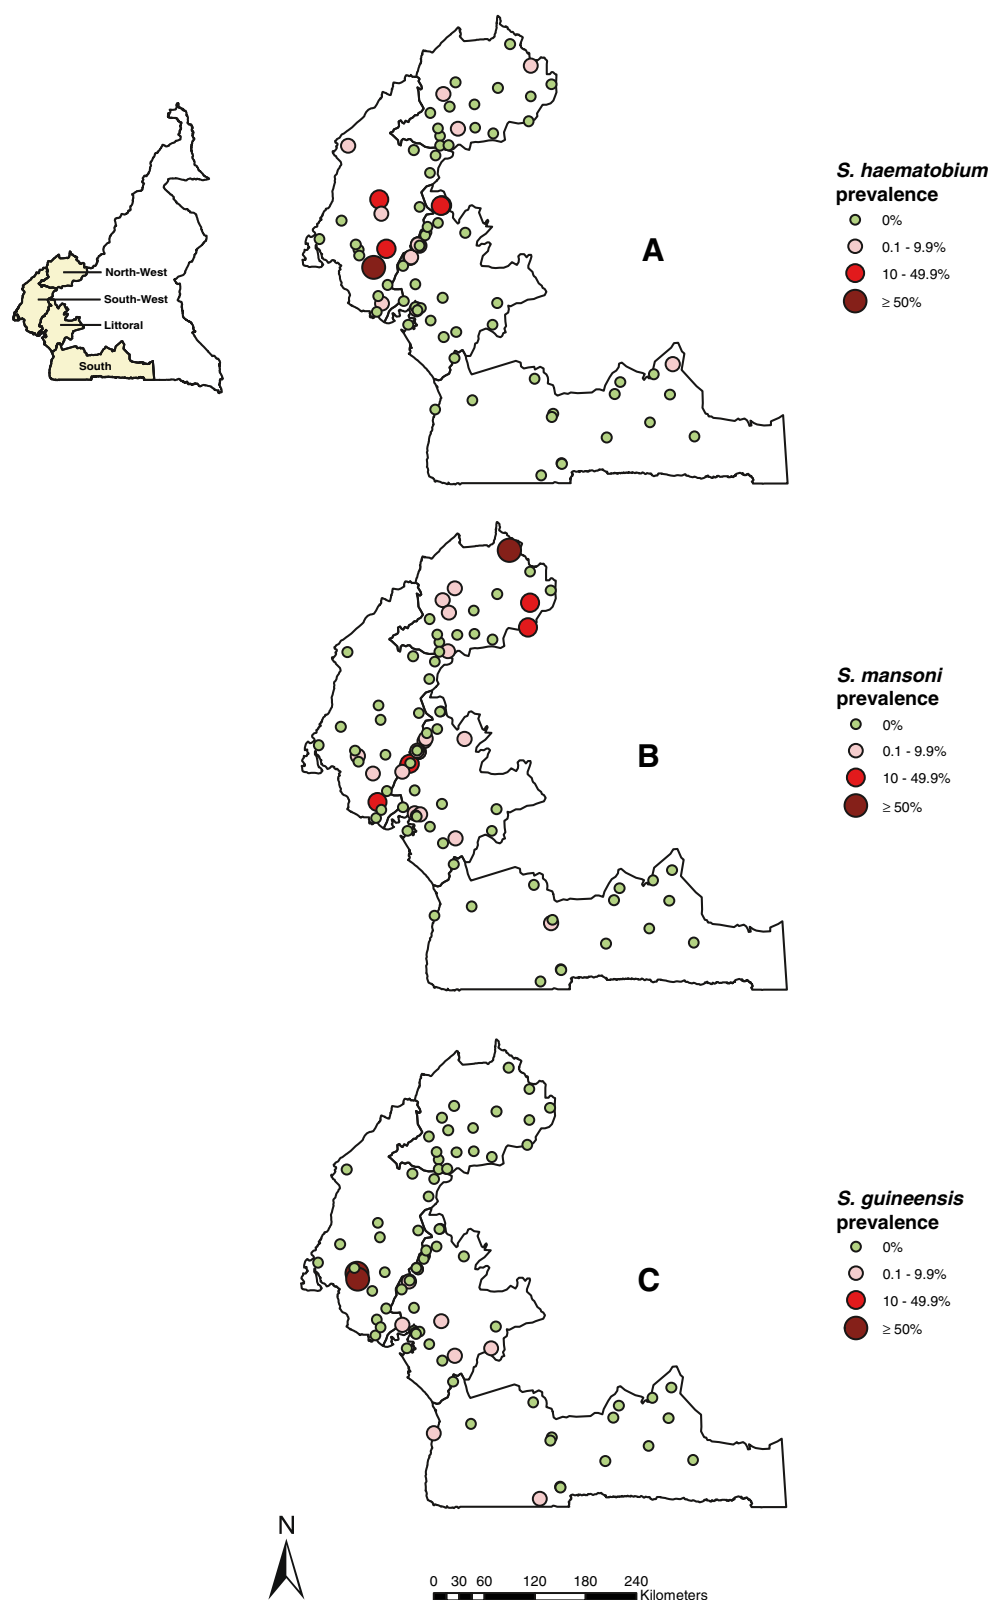 North-West
South-West
Littoral
South
A
S. haematobium
prevalence
0%
0.1 - 9.9%
10 - 49.9%
≥ 50%
B
S. mansoni
prevalence
0%
0.1 - 9.9%
10 - 49.9%
≥ 50%
C
S. guineensis
prevalence
0%
0.1 - 9.9%
10 - 49.9%
≥ 50%
N
0 30 60 120 180 240
Kilometers